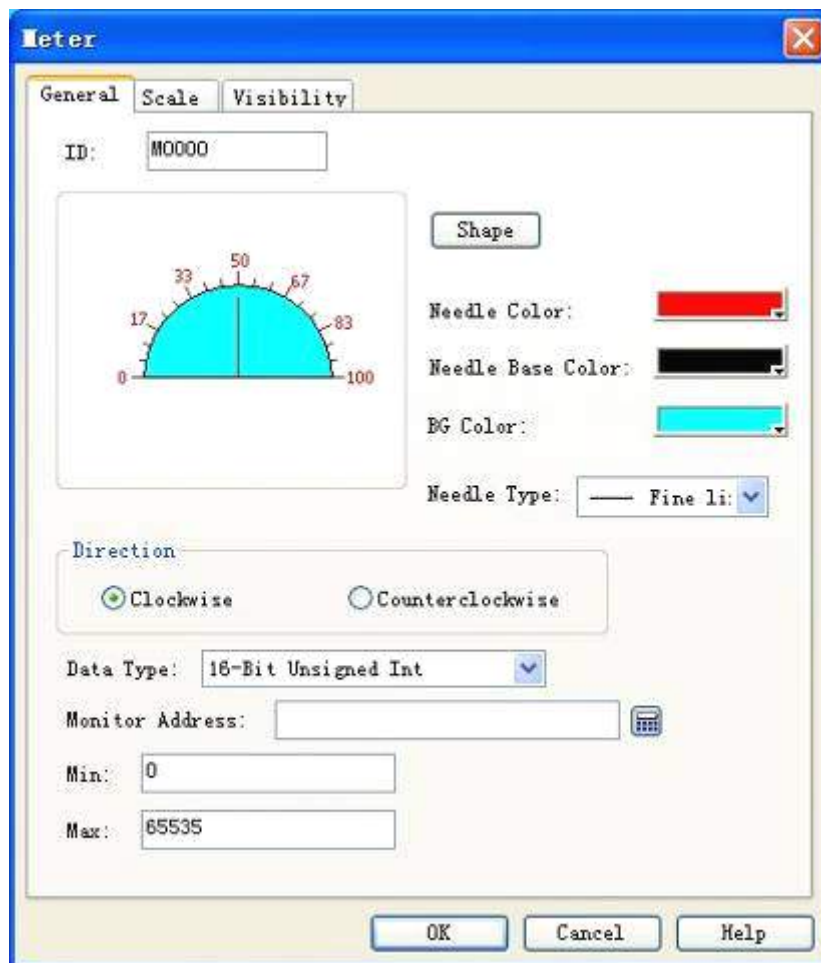 Meter
General Scale Visibility
ID: M0000
Shape
50
33 67
17 83
0 100
Needle Color:
Needle Base Color:
BG Color:
Needle Type: Fine li:
Direction
Clockwise Counterclockwise
Data Type: 16-Bit Unsigned Int
Monitor Address:
Min: 0
Max: 65535
OK Cancel Help